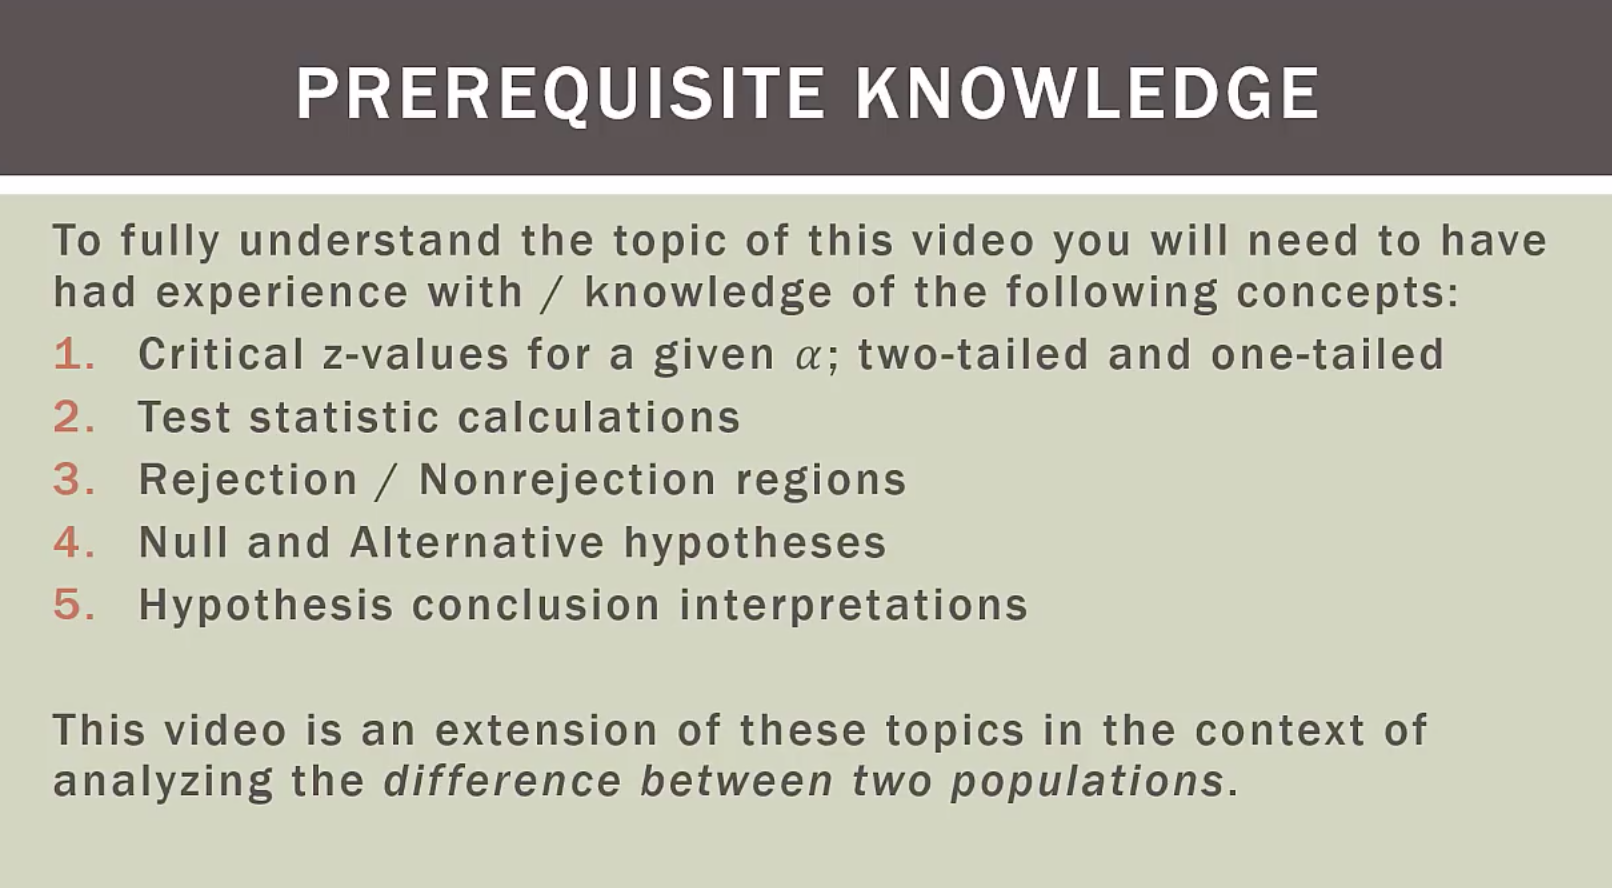 PREREQUISITE KNOWLEDGE
To fully understand the topic of this video you will need to have
had experience with / knowledge of the following concepts:
1. Critical z-values for a given α; two-tailed and one-tailed
2. Test statistic calculations
3. Rejection / Nonrejection regions
4. Null and Alternative hypotheses
5. Hypothesis conclusion interpretations
This video is an extension of these topics in the context of
analyzing the difference between two populations.